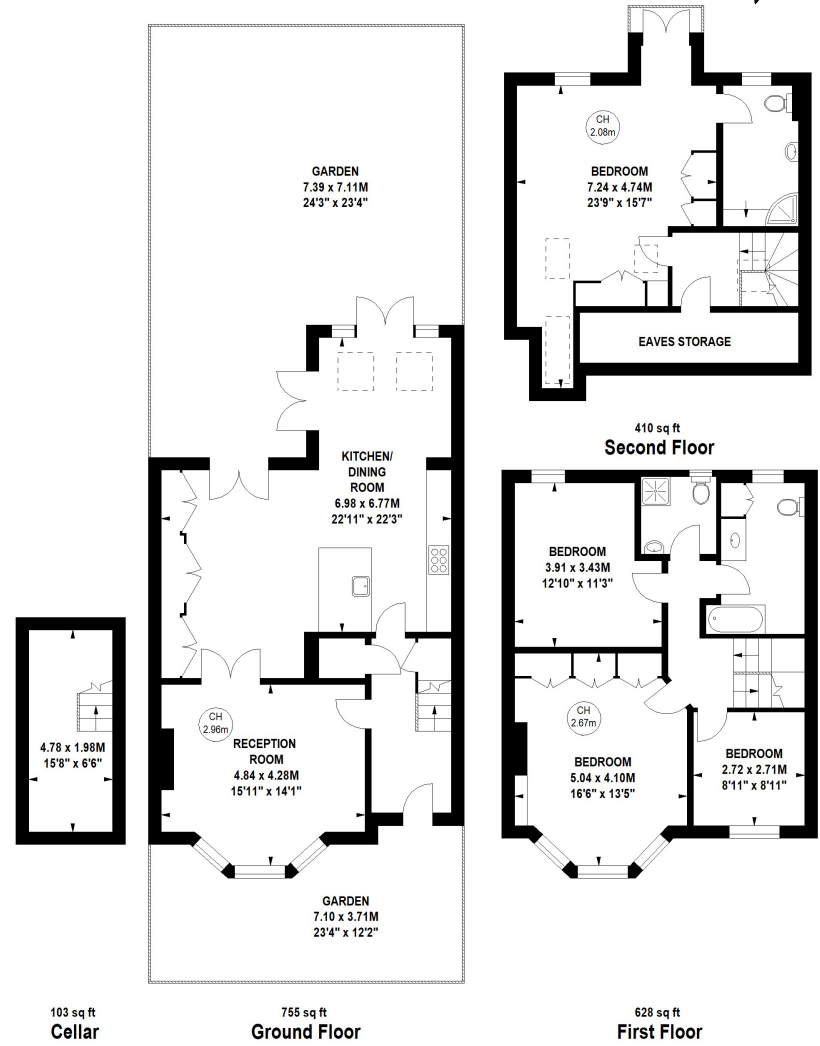 GARDEN
7.39 x 7.11M
24'3" x 23'4"
KITCHEN/
DINING
ROOM
6.98 x 6.77M
22'11" x 22'3"
4.78 x 1.98M
15'8" x 6'6"
CH
2.96m
RECEPTION
ROOM
4.84 x 4.28M
15'11" x 14'1"
GARDEN
7.10 x 3.71M
23'4" x 12'2"
CH
2.08m
BEDROOM
7.24 x 4.74M
23'9" x 15'7"
EAVES STORAGE
410 sq ft
Second Floor
BEDROOM
3.91 x 3.43M
12'10" x 11'3"
CH
2.67m
BEDROOM
5.04 x 4.10M
16'6" x 13'5"
BEDROOM
2.72 x 2.71M
8'11" x 8'11"
103 sq ft
Cellar
755 sq ft
Ground Floor
628 sq ft
First Floor